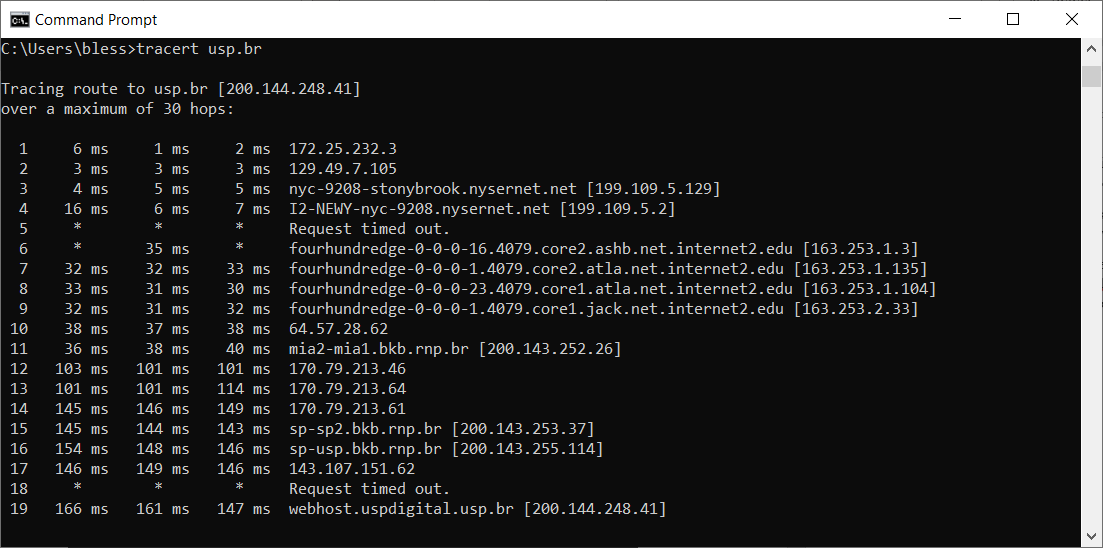 Command Prompt
C:\Users\bless>tracert usp.br
Tracing route to usp.br [200.144.248.41]
over a maximum of 30 hops:
1 6 ms 1 ms 2 ms 172.25.232.3
2 3 ms 3 ms 3 ms 129.49.7.105
3 4 ms 5 ms 5 ms nyc-9208-stonybrook.nysernet.net [199.109.5.129]
4 16 ms 6 ms 7 ms I2-NEWY-nyc-9208.nysernet.net [199.109.5.2]
5 * * * Request timed out.
6 * 35 ms * fourhundredge-0-0-0-16.4079.core2.ashb.net.internet2.edu [163.253.1.3]
7 32 ms 32 ms 33 ms fourhundredge-0-0-0-1.4079.core2.atla.net.internet2.edu [163.253.1.135]
8 33 ms 31 ms 30 ms fourhundredge-0-0-0-23.4079.core1.atla.net.internet2.edu [163.253.1.104]
9 32 ms 31 ms 32 ms fourhundredge-0-0-0-1.4079.core1.jack.net.internet2.edu [163.253.2.33]
10 38 ms 37 ms 38 ms 64.57.28.62
11 36 ms 38 ms 40 ms mia2-mia1.bkb.rnp.br [200.143.252.26]
12 103 ms 101 ms 101 ms 170.79.213.46
13 101 ms 101 ms 114 ms 170.79.213.64
14 145 ms 146 ms 149 ms 170.79.213.61
15 145 ms 144 ms 143 ms sp-sp2.bkb.rnp.br [200.143.253.37]
16 154 ms 148 ms 146 ms sp-usp.bkb.rnp.br [200.143.255.114]
17 146 ms 149 ms 146 ms 143.107.151.62
18 * * * Request timed out.
19 166 ms 161 ms 147 ms webhost.uspdigital.usp.br [200.144.248.41]